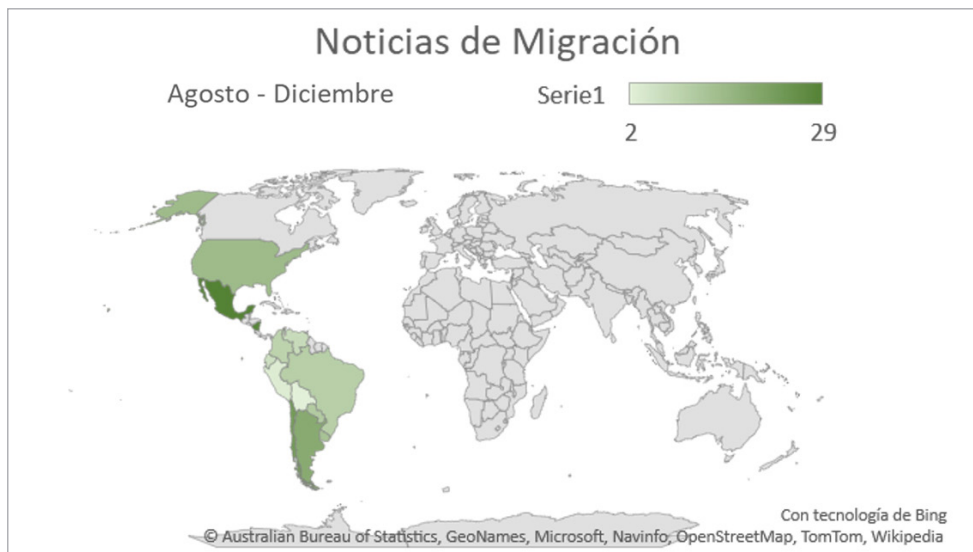 Noticias de Migración
Agosto - Diciembre
Serie1
2 29
Con tecnología de Bing
© Australian Bureau of Statistics, GeoNames, Microsoft, Navinfo, OpenStreetMap, TomTom, Wikipedia